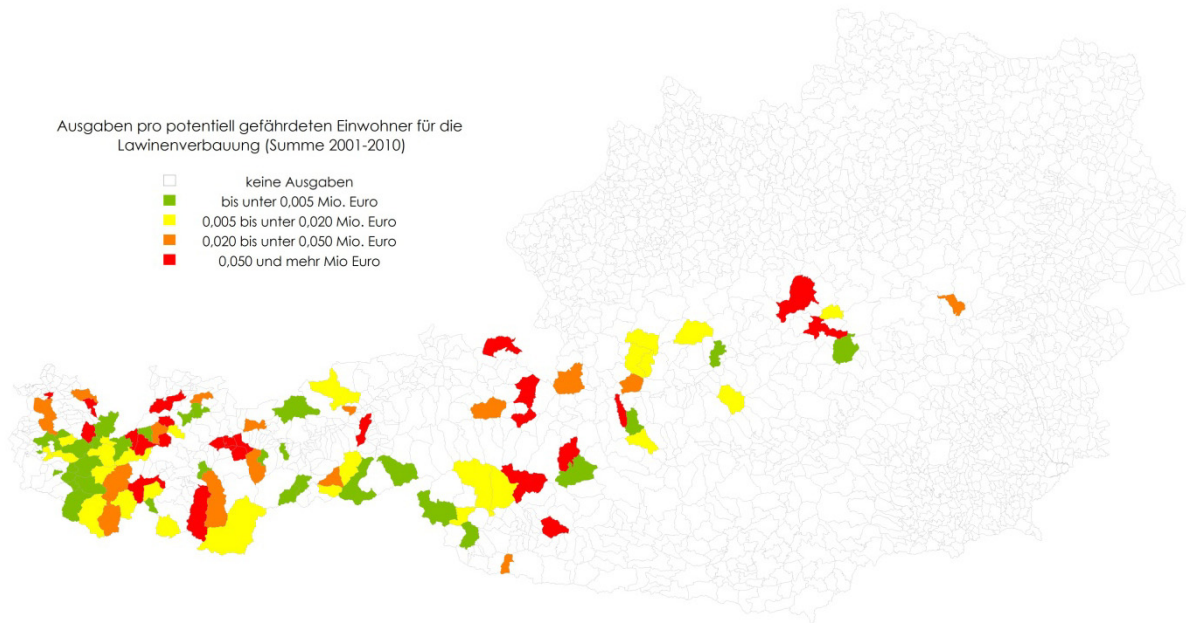 Ausgaben pro potentiell gefährdeten Einwohner für die
Lawinenverbauung (Summe 2001-2010)
keine Ausgaben
bis unter 0,005 Mio. Euro
0,005 bis unter 0,020 Mio. Euro
0,020 bis unter 0,050 Mio. Euro
0,050 und mehr Mio Euro